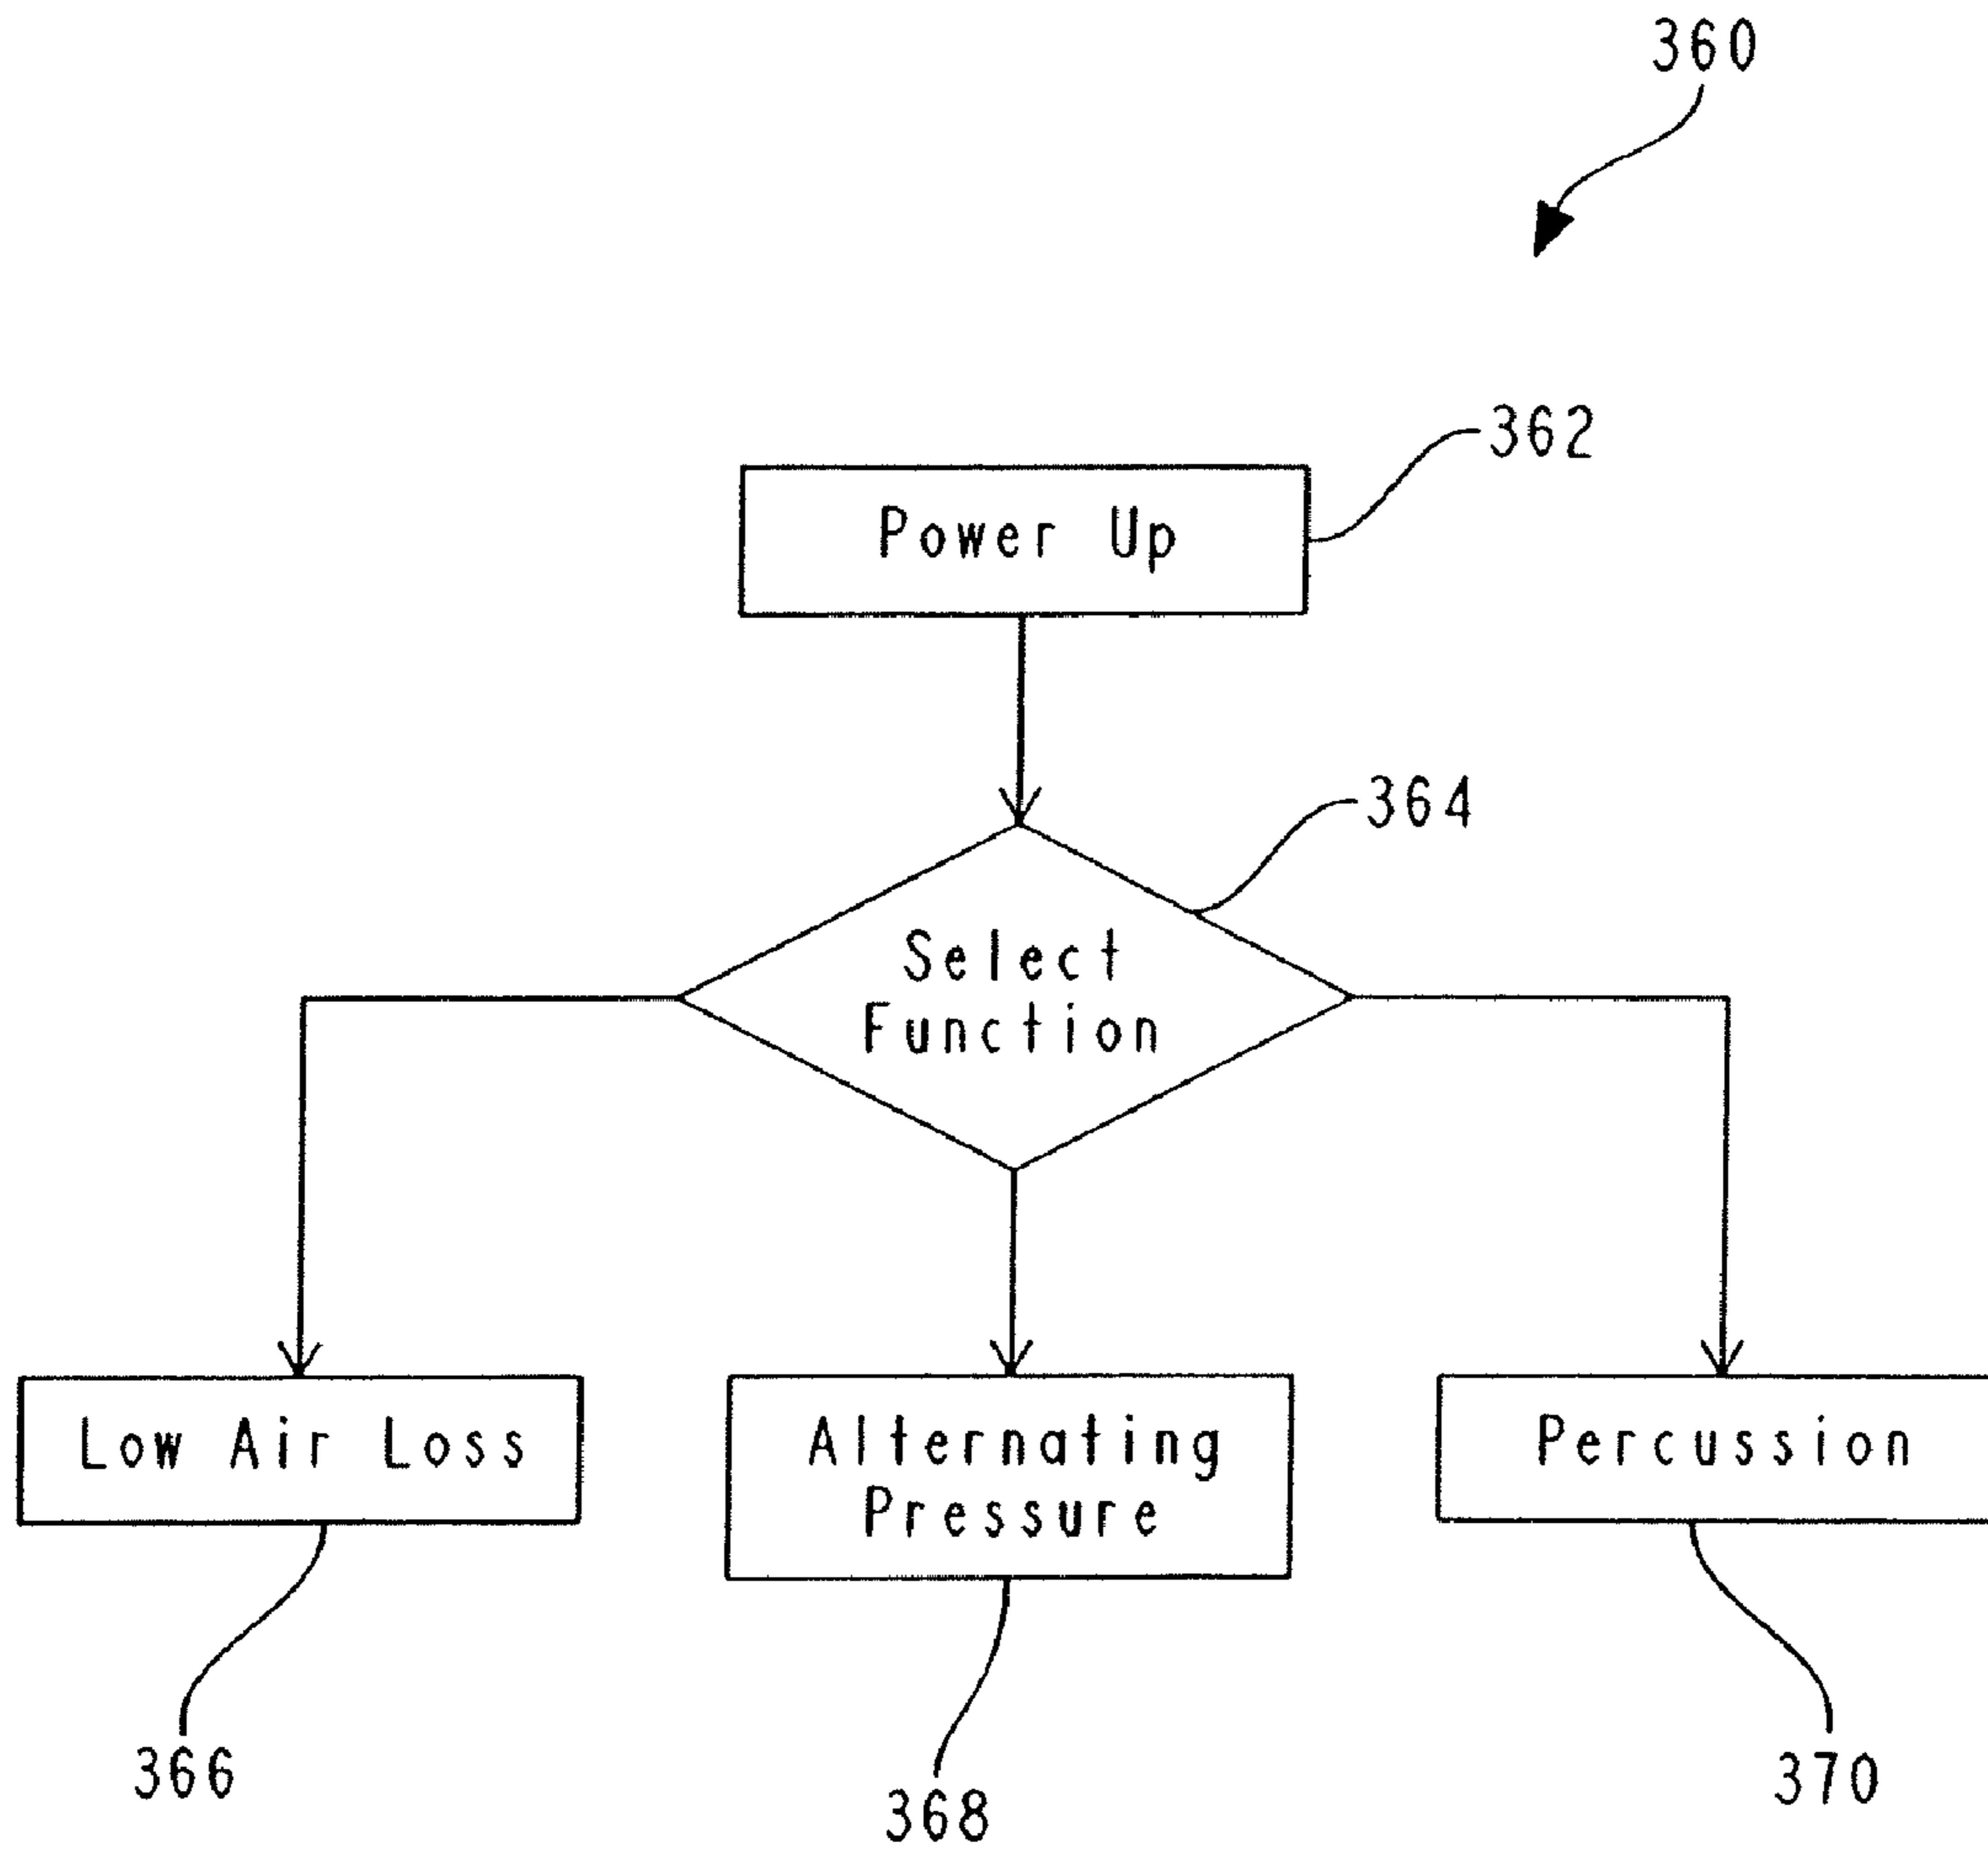 360
362
Power Up
364
Select
Function
Low Air Loss
Alternating
Pressure
Percussion
366
368
370